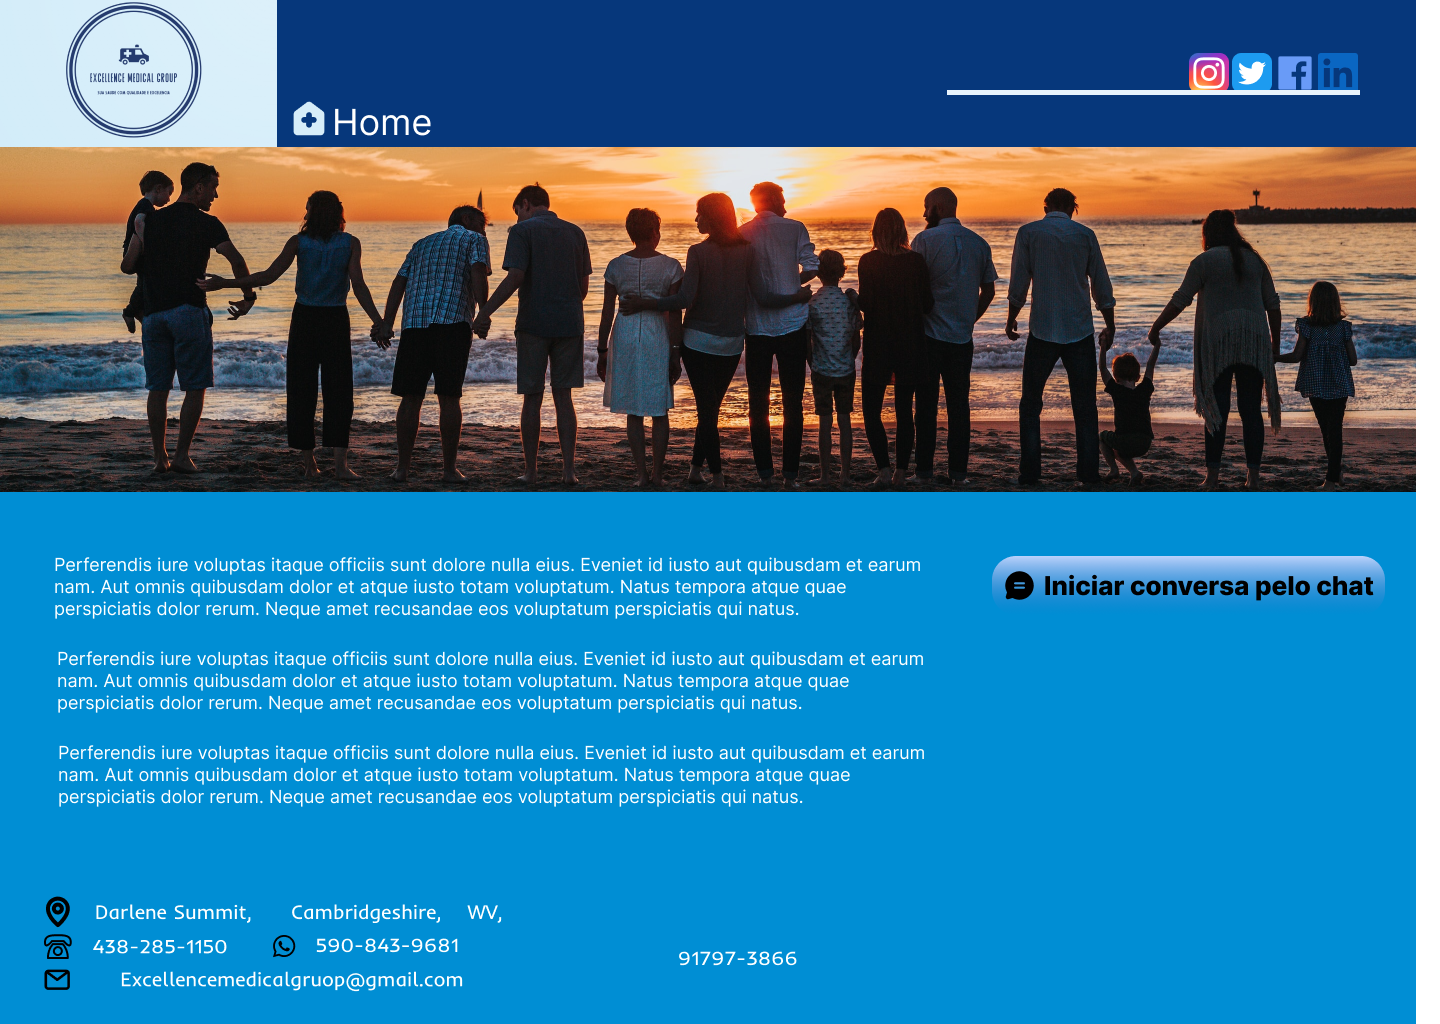 EXCELLENCE MEDICAL GROUP
SUA SAUDE COM QUALIDADE E EXCELENCIA
Home
Perferendis iure voluptas itaque officiis sunt dolore nulla eius. Eveniet id iusto aut quibusdam et earum
nam. Aut omnis quibusdam dolor et atque iusto totam voluptatum. Natus tempora atque quae
perspiciatis dolor rerum. Neque amet recusandae eos voluptatum perspiciatis qui natus.
Iniciar conversa pelo chat
Perferendis iure voluptas itaque officiis sunt dolore nulla eius. Eveniet id iusto aut quibusdam et earum
nam. Aut omnis quibusdam dolor et atque iusto totam voluptatum. Natus tempora atque quae
perspiciatis dolor rerum. Neque amet recusandae eos voluptatum perspiciatis qui natus.
Perferendis iure voluptas itaque officiis sunt dolore nulla eius. Eveniet id iusto aut quibusdam et earum
nam. Aut omnis quibusdam dolor et atque iusto totam voluptatum. Natus tempora atque quae
perspiciatis dolor rerum. Neque amet recusandae eos voluptatum perspiciatis qui natus.
Darlene Summit, Cambridgeshire, WV,
438-285-1150 590-843-9681
91797-3866
Excellencemedicalgruop@gmail.com